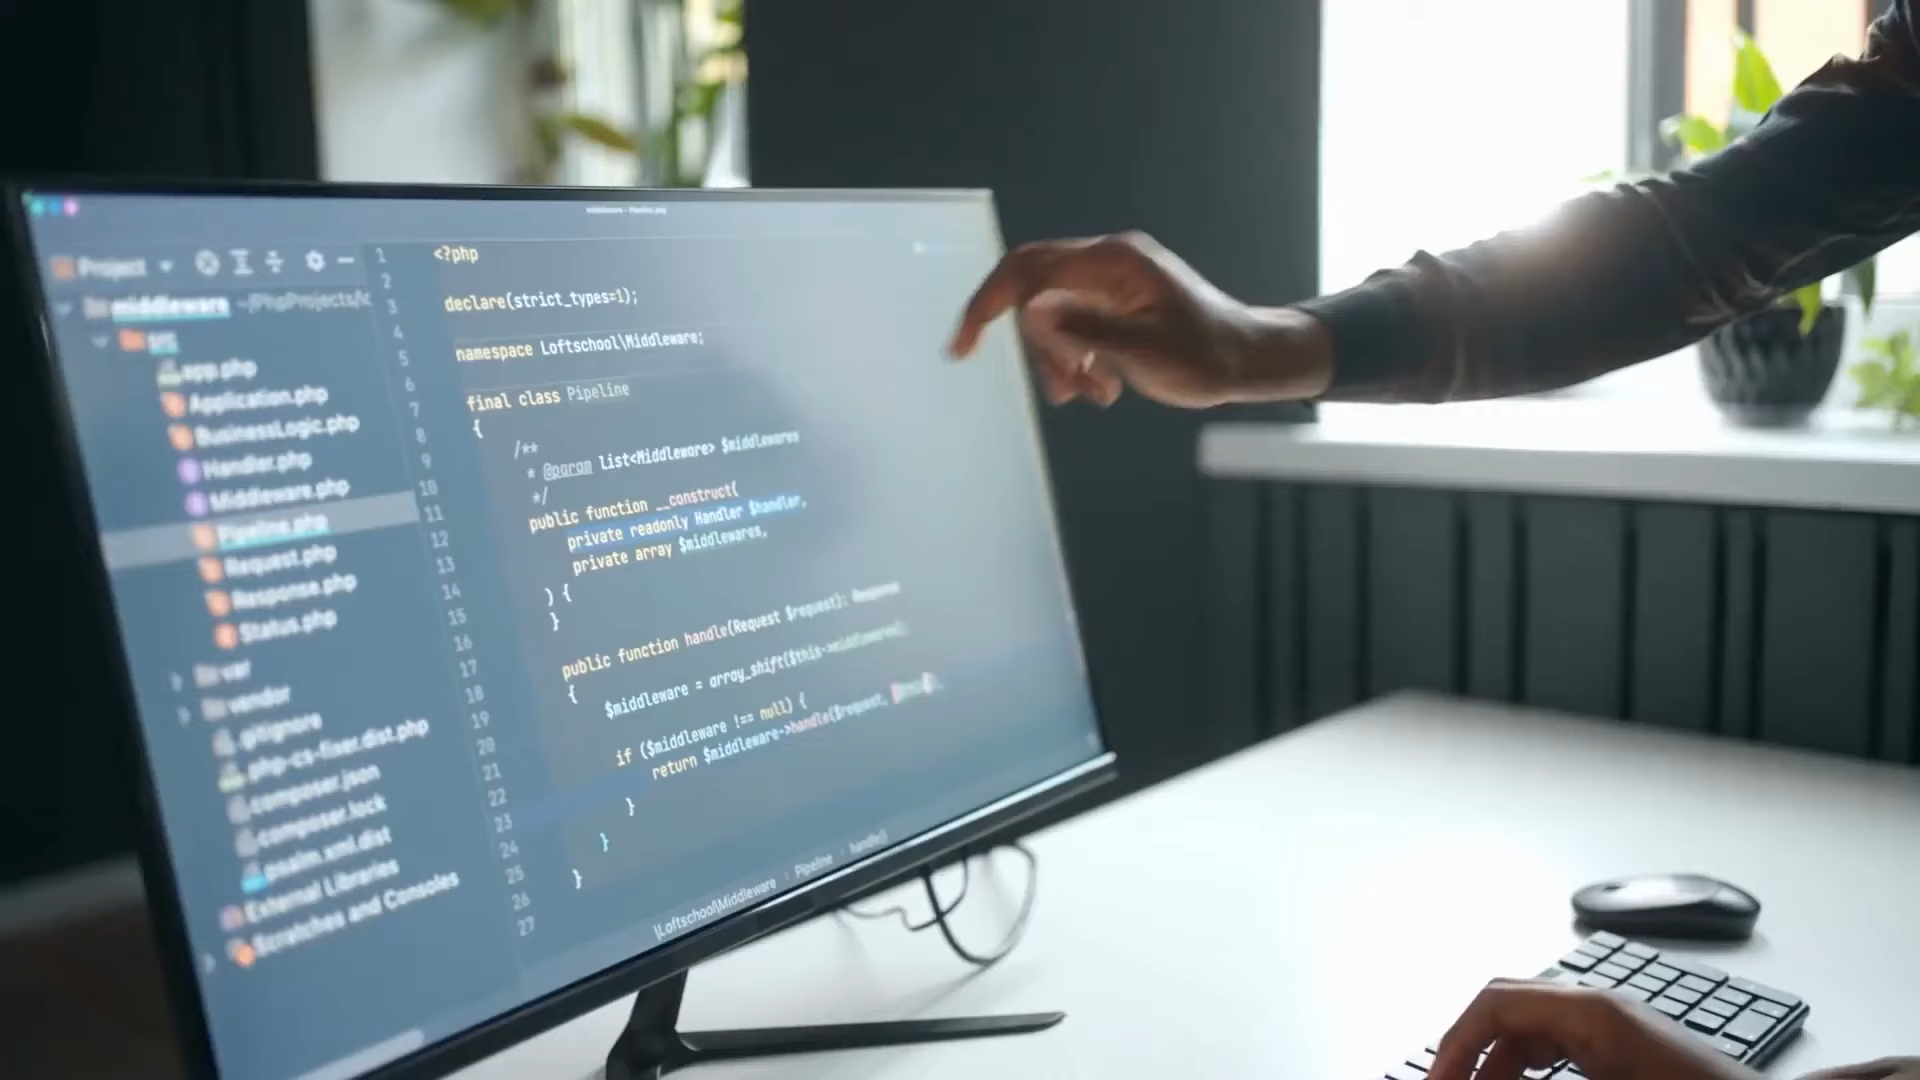 middleware – Pipeline.php
Project
middleware ~/PhpProjects/lo
src
app.php
Application.php
BusinessLogic.php
Handler.php
Middleware.php
Pipeline.php
Request.php
Response.php
Status.php
var
vendor
.gitignore
.php-cs-fixer.dist.php
composer.json
composer.lock
psalm.xml.dist
External Libraries
Scratches and Consoles
1 <?php
2
3 declare(strict_types=1);
4
5 namespace Loftschool\Middleware;
6
7 final class Pipeline
8 {
9 /**
10 * @param list<Middleware> $middlewares
11 */
12 public function __construct(
13 private readonly Handler $handler,
14 private array $middlewares,
15 ) {
16 }
17
18 public function handle(Request $request): Response
19 {
20 $middleware = array_shift($this->middlewares);
21
22 if ($middleware !== null) {
23 return $middleware->handle($request,
24 }
25 }
26 }
27
\Loftschool\Middleware › Pipeline › handle()